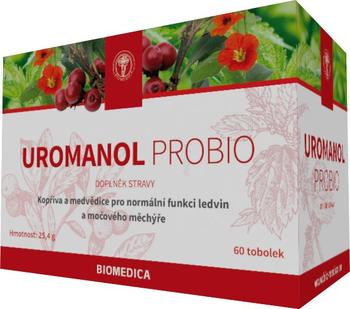 UROMANOL PROBIO
DOPLNĚK STRAVY
Kopřiva a medvědice pro normální funkci ledvin
a močového měchýře
Hmotnost: 25,4 g
60 tobolek
BIOMEDICA
UROMANOL
PROBIO